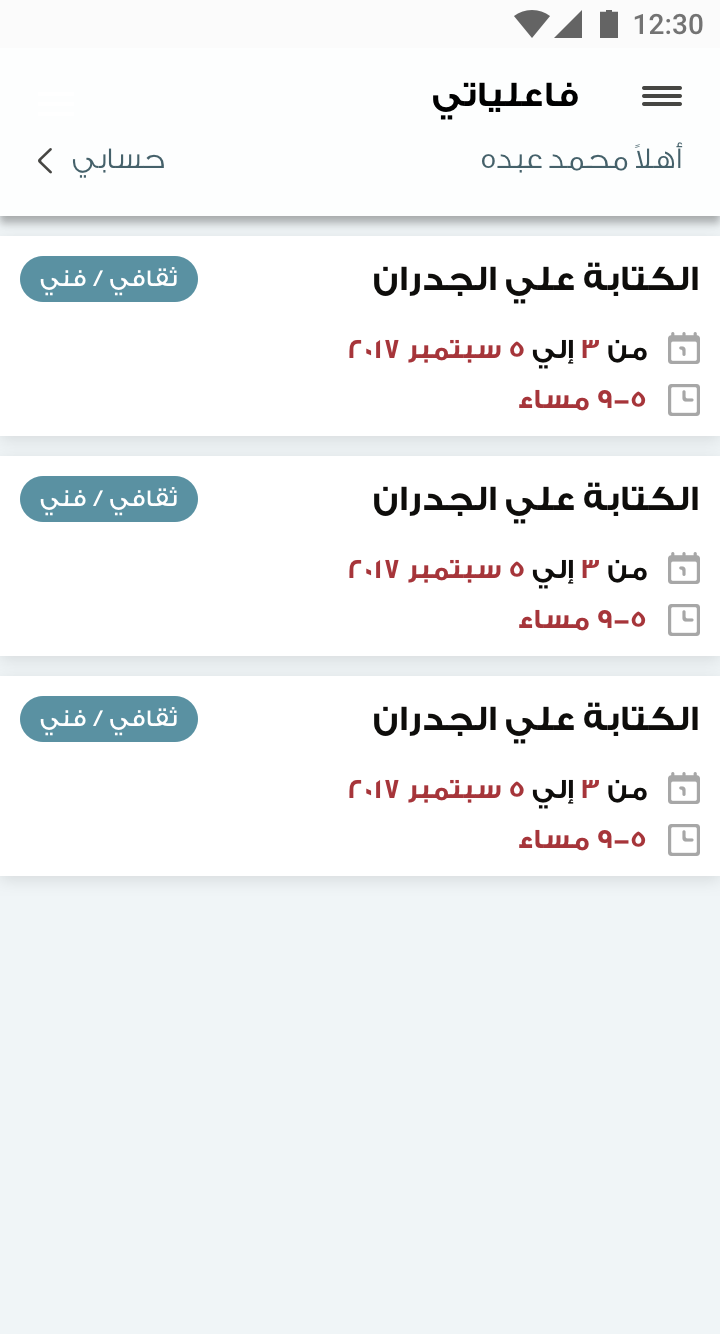 12:30
فاعلياتي
أهلاً محمد عبده
حسابي
الكتابة علي الجدران
ثقافي / فني
من ٣ إلي ٥ سبتمبر ٢٠١٧
٥-٩ مساء
الكتابة علي الجدران
ثقافي / فني
من ٣ إلي ٥ سبتمبر ٢٠١٧
٥-٩ مساء
الكتابة علي الجدران
ثقافي / فني
من ٣ إلي ٥ سبتمبر ٢٠١٧
٥-٩ مساء